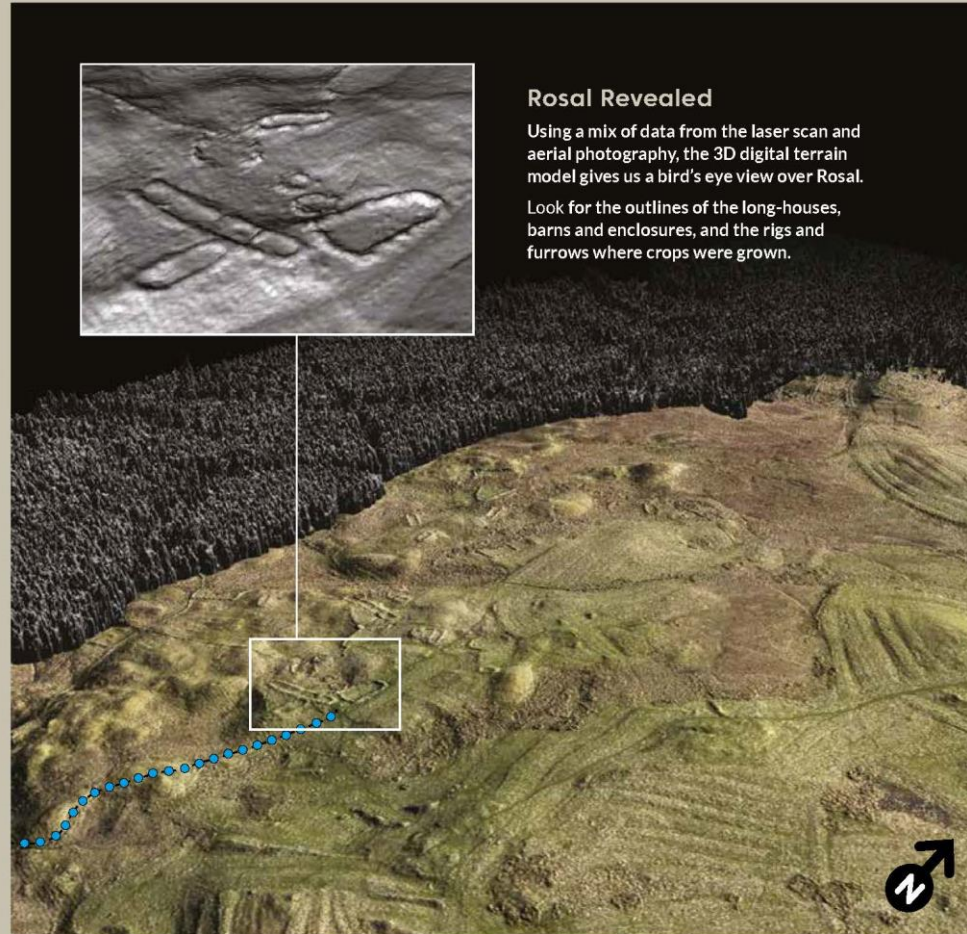 Rosal Revealed
Using a mix of data from the laser scan and
aerial photography, the 3D digital terrain
model gives us a bird's eye view over Rosal.
Look for the outlines of the long-houses,
barns and enclosures, and the rigs and
furrows where crops were grown.
N